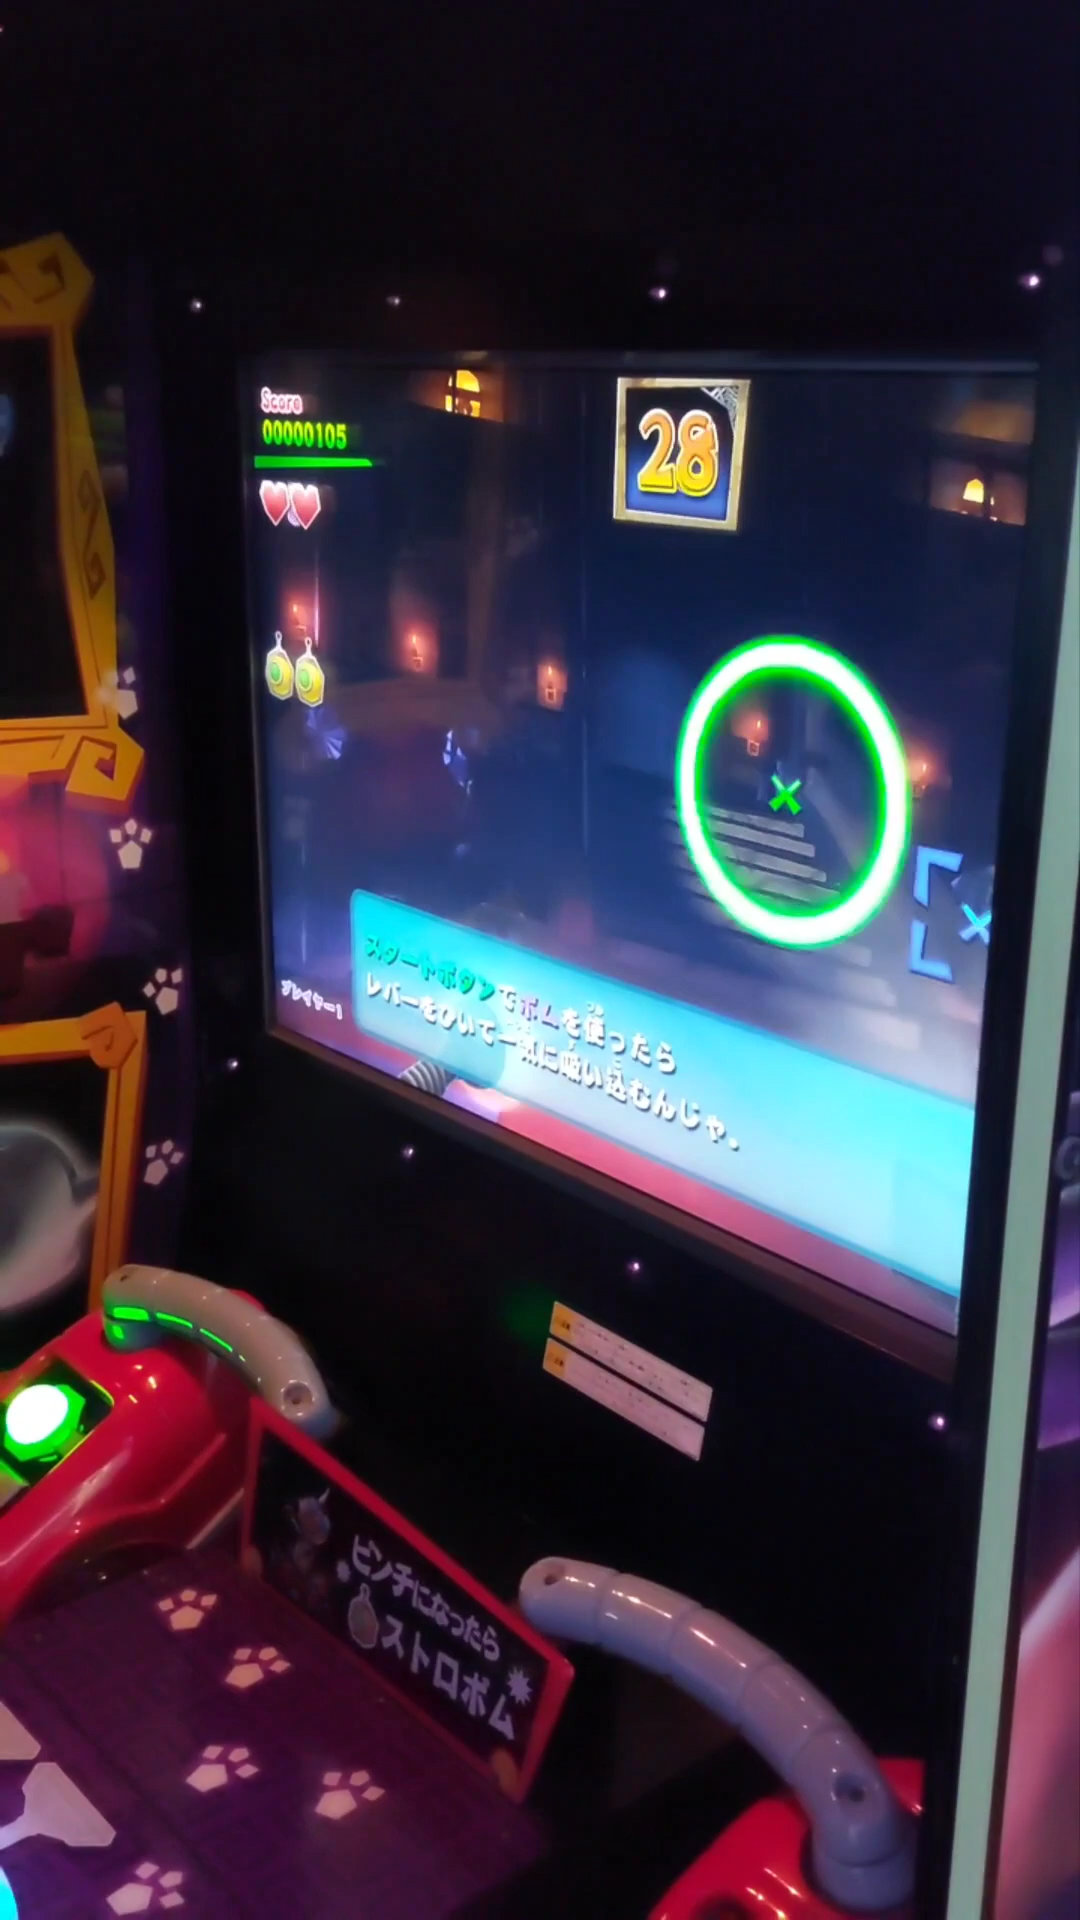 Score
00000105
28
スタートボタンでボムを使ったら
レバーをひいて一気に吸い込むんじゃ、
プレイヤー1
ピンチになったら
ストロボム